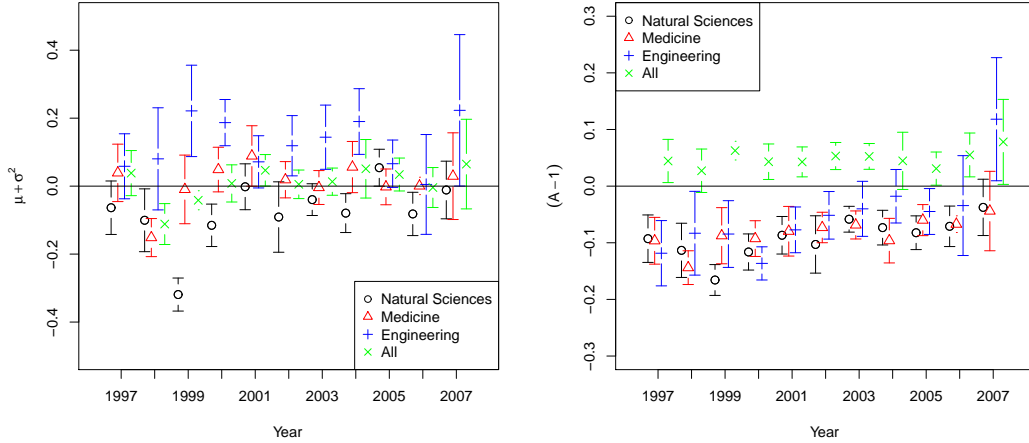 μ + σ²
0.4
0.2
0.0
−0.2
−0.4
Natural Sciences
Medicine
Engineering
All
1997 1999 2001 2003 2005 2007
Year
(A − 1)
0.3
0.2
0.1
0.0
−0.1
−0.2
−0.3
Natural Sciences
Medicine
Engineering
All
1997 1999 2001 2003 2005 2007
Year